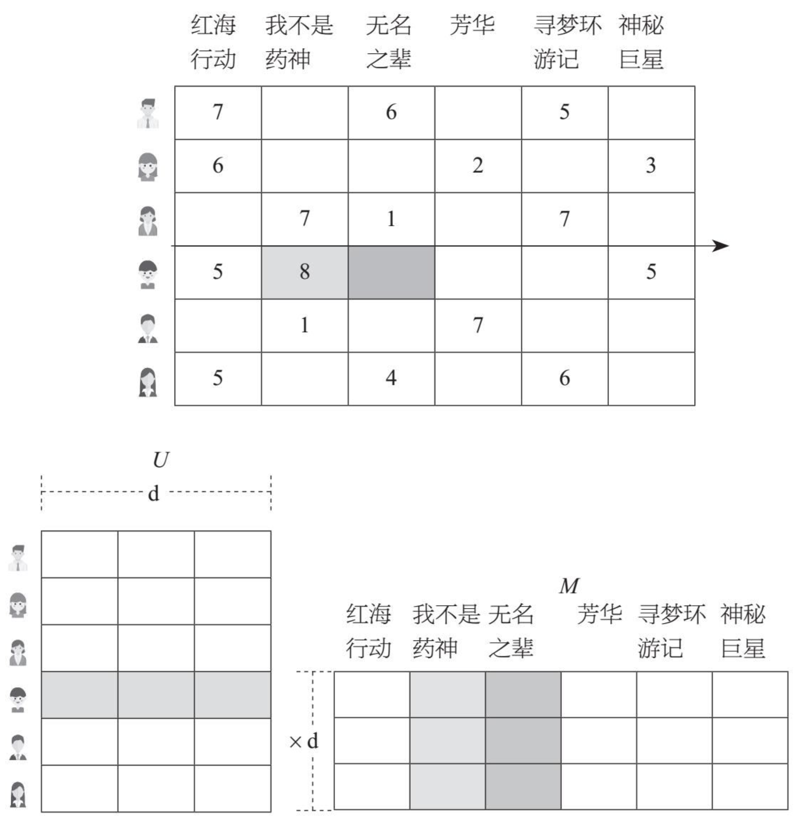 红海 我不是 无名 芳华 寻梦环 神秘
行动 药神 之辈 游记 巨星
7 6 5
6 2 3
7 1 7
5 8 5
1 7
5 4 6
U
d
M
红海 我不是 无名 芳华 寻梦环 神秘
行动 药神 之辈 游记 巨星
×d